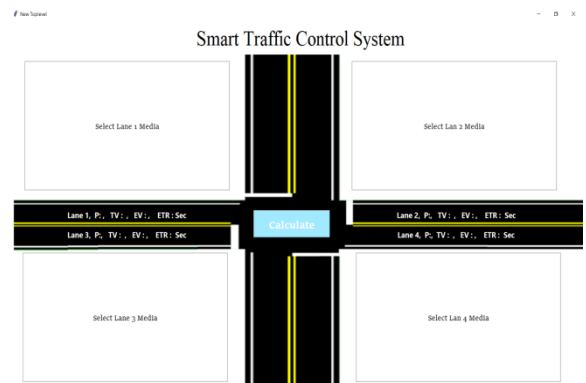 New Toplevel
Smart Traffic Control System
Select Lane 1 Media
Select Lan 2 Media
Lane 1, P:, TV : , EV :, ETR : Sec
Lane 2, P:, TV : , EV :, ETR : Sec
Calculate
Lane 3, P:, TV : , EV :, ETR : Sec
Lane 4, P:, TV : , EV :, ETR : Sec
Select Lane 3 Media
Select Lan 4 Media